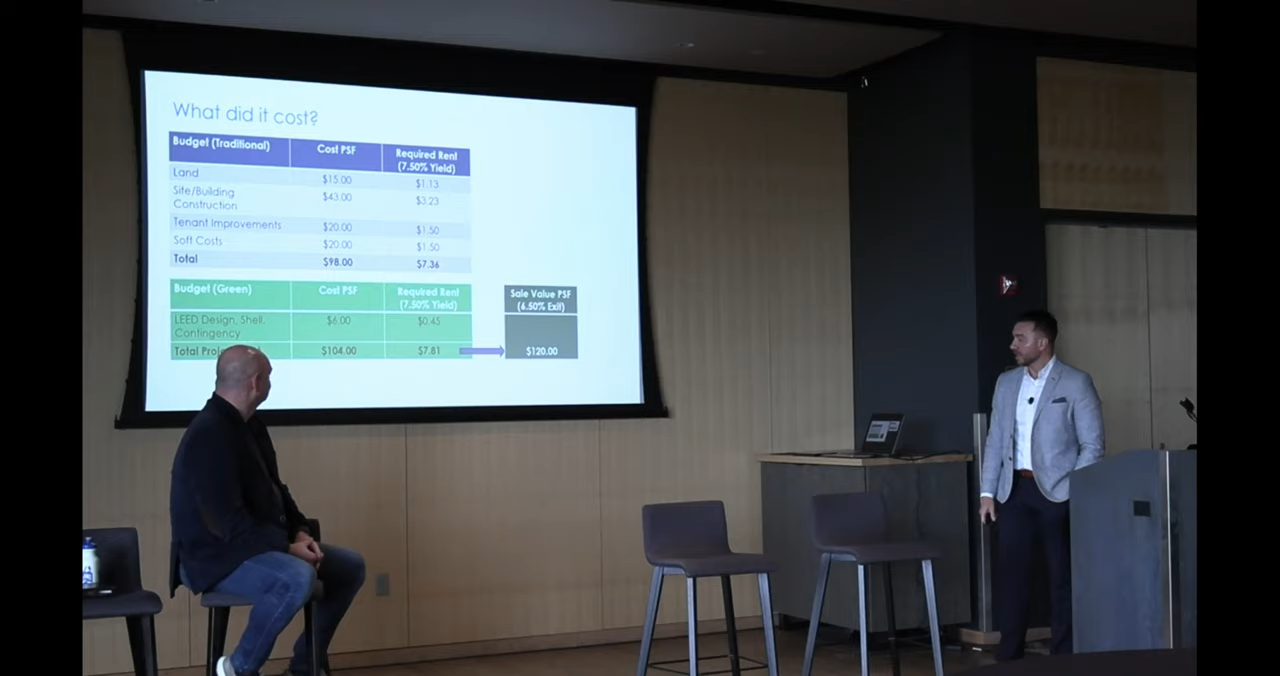 What did it cost?
Budget (Traditional) Cost PSF Required Rent (7.50% Yield)
Land $15.00 $1.13
Site/Building Construction $43.00 $3.23
Tenant Improvements $20.00 $1.50
Soft Costs $20.00 $1.50
Total $98.00 $7.36
Budget (Green) Cost PSF Required Rent (7.50% Yield)
LEED Design, Shell, Contingency $6.00 $0.45
Total $104.00 $7.81
Sale Value PSF (6.50% Exit)
$120.00